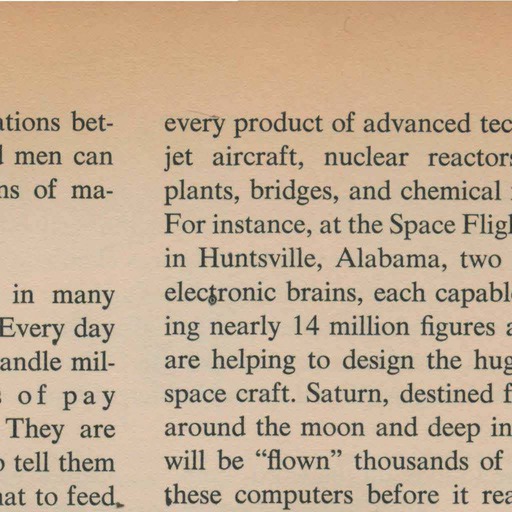 ations bet-
men can
ns of ma-
in many
Every day
andle mil-
of pay
They are
tell them
hat to feed
every product of advanced tec
jet aircraft, nuclear reactors
plants, bridges, and chemical
For instance, at the Space Flig
in Huntsville, Alabama, two
electronic brains, each capabl
ing nearly 14 million figures a
are helping to design the hug
space craft. Saturn, destined f
around the moon and deep in
will be “flown” thousands of
these computers before it rea